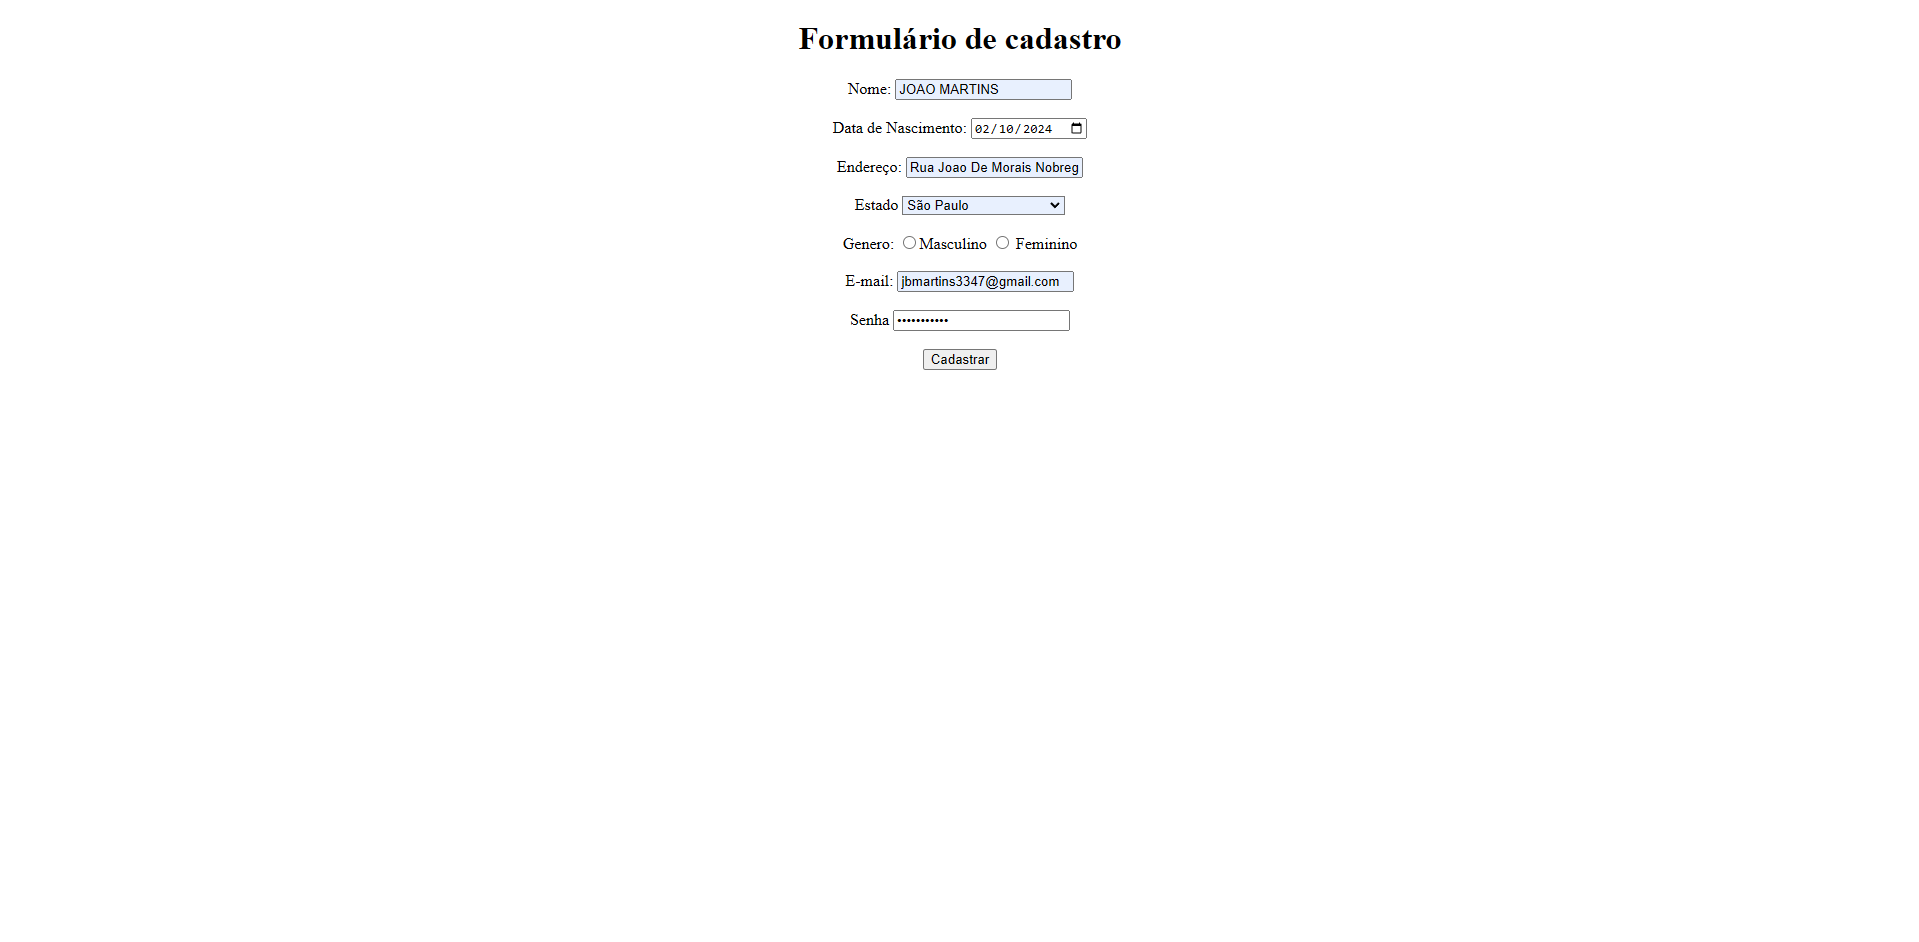 Formulário de cadastro
Nome: JOAO MARTINS
Data de Nascimento: 02/10/2024
Endereço: Rua Joao De Morais Nobreg
Estado São Paulo
Genero: Masculino Feminino
E-mail: jbmartins3347@gmail.com
Senha •••••••••••
Cadastrar